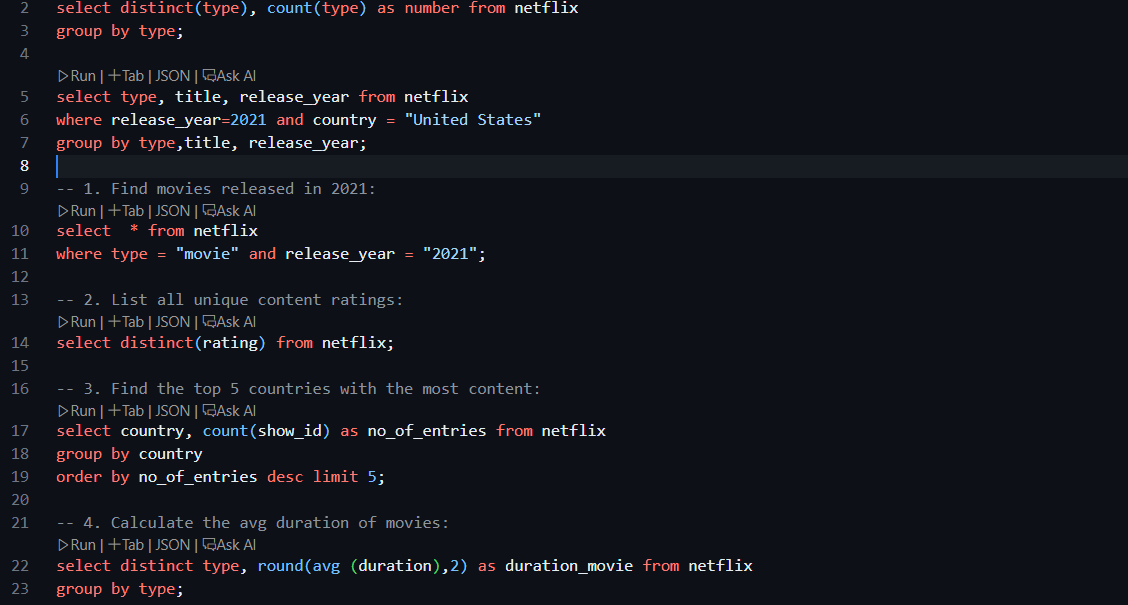 2 select distinct(type), count(type) as number from netflix
3 group by type;
4
▷Run | +Tab | JSON | Ask AI
5 select type, title, release_year from netflix
6 where release_year=2021 and country = "United States"
7 group by type,title, release_year;
8
9 -- 1. Find movies released in 2021:
▷Run | +Tab | JSON | Ask AI
10 select  * from netflix
11 where type = "movie" and release_year = "2021";
12
13 -- 2. List all unique content ratings:
▷Run | +Tab | JSON | Ask AI
14 select distinct(rating) from netflix;
15
16 -- 3. Find the top 5 countries with the most content:
▷Run | +Tab | JSON | Ask AI
17 select country, count(show_id) as no_of_entries from netflix
18 group by country
19 order by no_of_entries desc limit 5;
20
21 -- 4. Calculate the avg duration of movies:
▷Run | +Tab | JSON | Ask AI
22 select distinct type, round(avg (duration),2) as duration_movie from netflix
23 group by type;